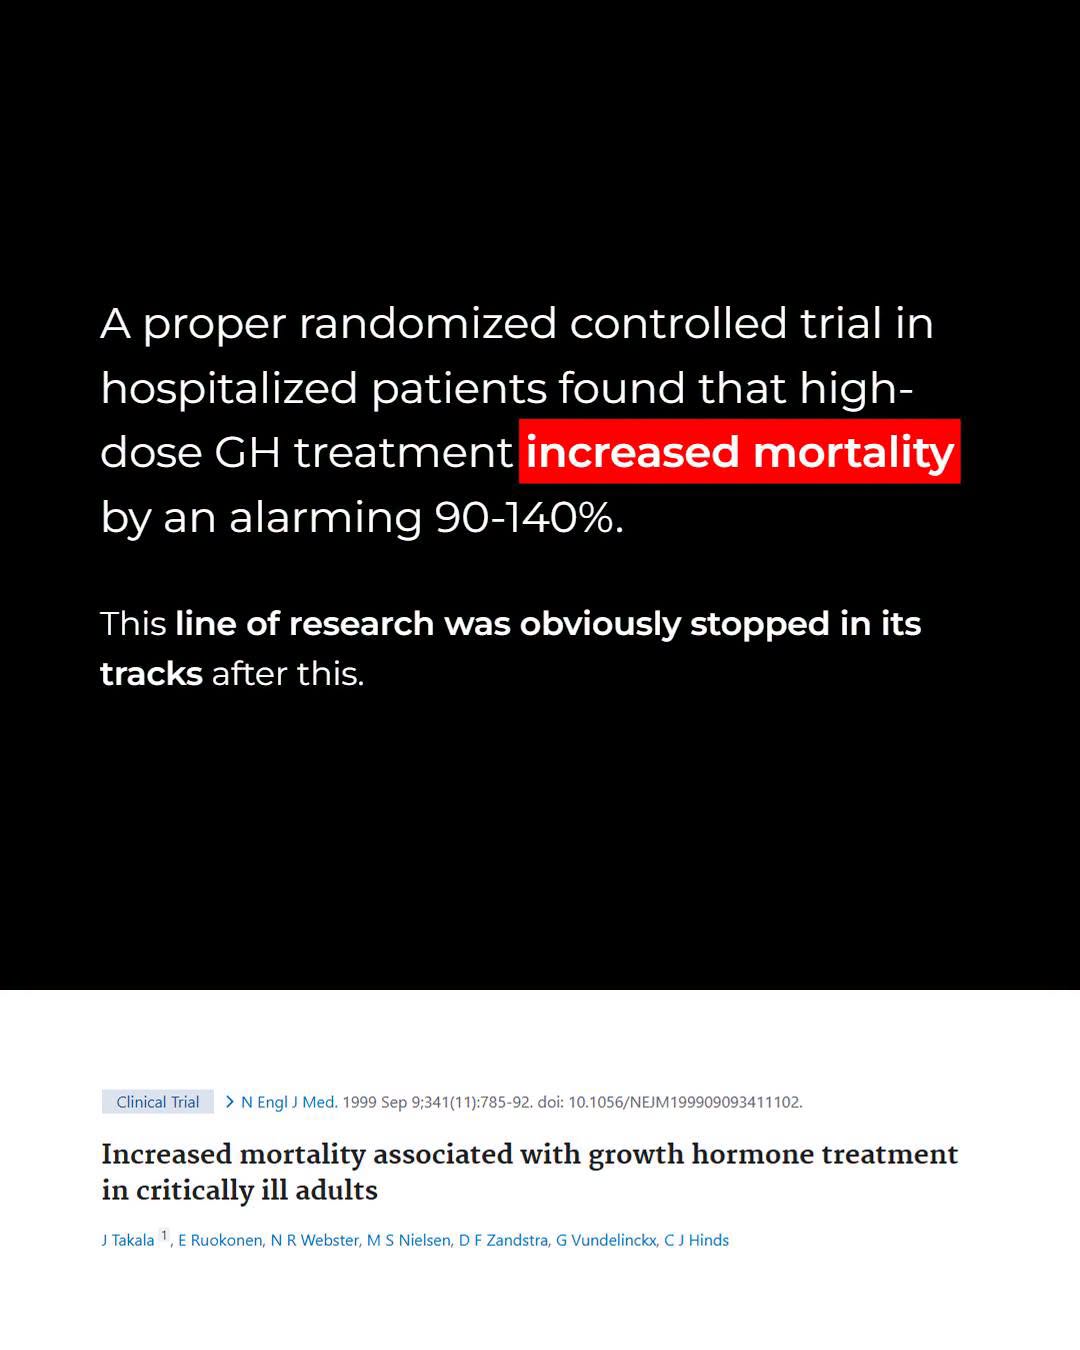 A proper randomized controlled trial in
hospitalized patients found that high-
dose GH treatment increased mortality
by an alarming 90-140%.
This line of research was obviously stopped in its
tracks after this.
Clinical Trial > N Engl J Med. 1999 Sep 9;341(11):785-92. doi: 10.1056/NEJM199909093411102.
Increased mortality associated with growth hormone treatment
in critically ill adults
J Takala 1, E Ruokonen, N R Webster, M S Nielsen, D F Zandstra, G Vundelinckx, C J Hinds